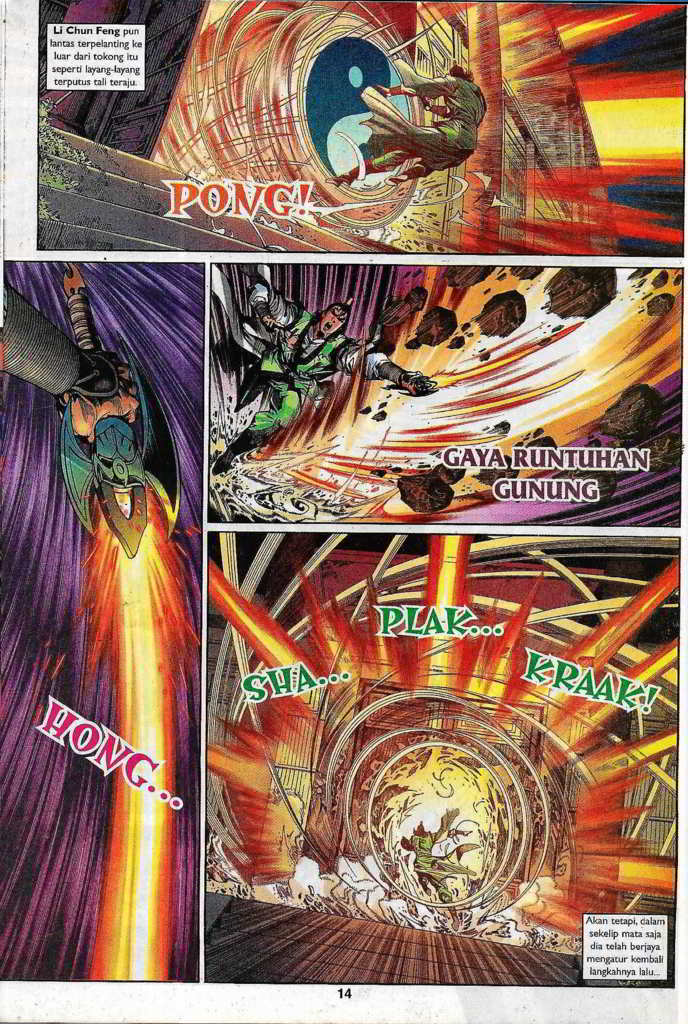 Li Chun Feng pun
lantas terpelanting ke
luar dari tokong itu
seperti layang-layang
terputus tali teraju.
PONG!
HONG...
GAYA RUNTUHAN
GUNUNG
SHA...
PLAK...
KRAAK!
Akan tetapi, dalam
sekelip mata saja
dia telah berjaya
mengatur kembali
langkahnya lalu...
14